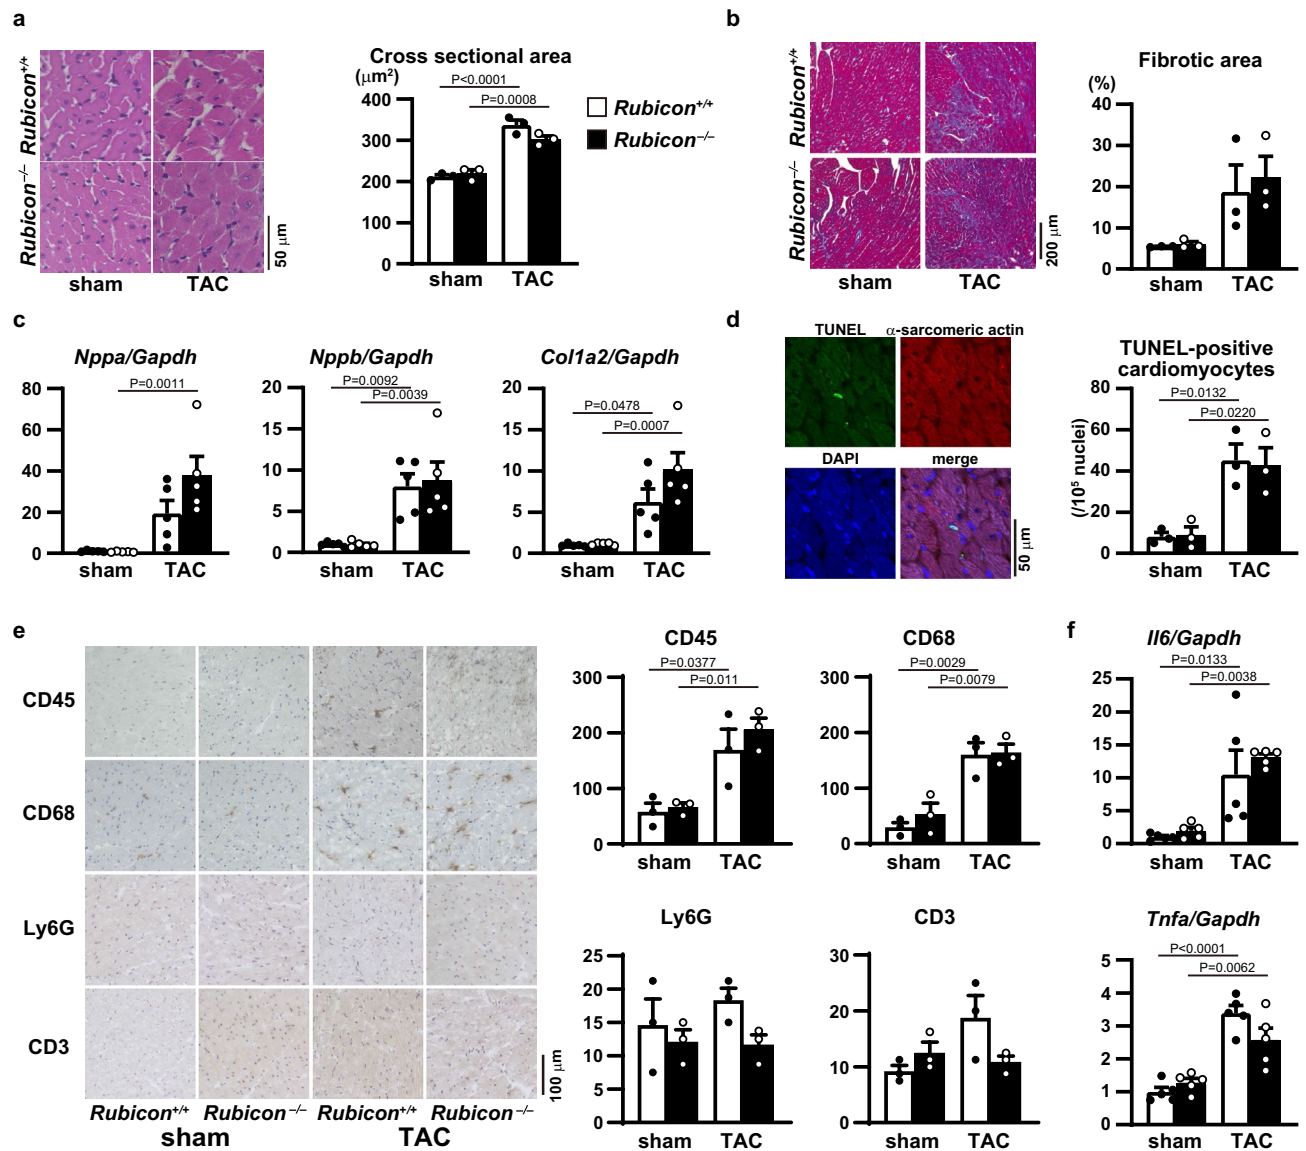 a
Rubicon+/+
Rubicon−/−
sham
TAC
50 μm
Cross sectional area
(μm²)
P<0.0001
P=0.0008
400
300
200
100
0
sham
TAC
Rubicon+/+
Rubicon−/−
b
Rubicon+/+
Rubicon−/−
sham
TAC
200 μm
Fibrotic area
(%)
40
30
20
10
0
sham
TAC
c
Nppa/Gapdh
P=0.0011
80
60
40
20
0
sham
TAC
Nppb/Gapdh
P=0.0092
P=0.0039
20
15
10
5
0
sham
TAC
Col1a2/Gapdh
P=0.0478
P=0.0007
20
15
10
5
0
sham
TAC
d
TUNEL
α-sarcomeric actin
DAPI
merge
50 μm
TUNEL-positive
cardiomyocytes
P=0.0132
P=0.0220
(/10⁵ nuclei)
80
60
40
20
0
sham
TAC
e
CD45
CD68
Ly6G
CD3
Rubicon+/+
Rubicon−/−
Rubicon+/+
Rubicon−/−
sham
TAC
100 μm
CD45
P=0.0377
P=0.011
300
200
100
0
sham
TAC
CD68
P=0.0029
P=0.0079
300
200
100
0
sham
TAC
Ly6G
25
20
15
10
5
0
sham
TAC
CD3
30
20
10
0
sham
TAC
f
Il6/Gapdh
P=0.0133
P=0.0038
25
20
15
10
5
0
sham
TAC
Tnfa/Gapdh
P<0.0001
P=0.0062
5
4
3
2
1
0
sham
TAC